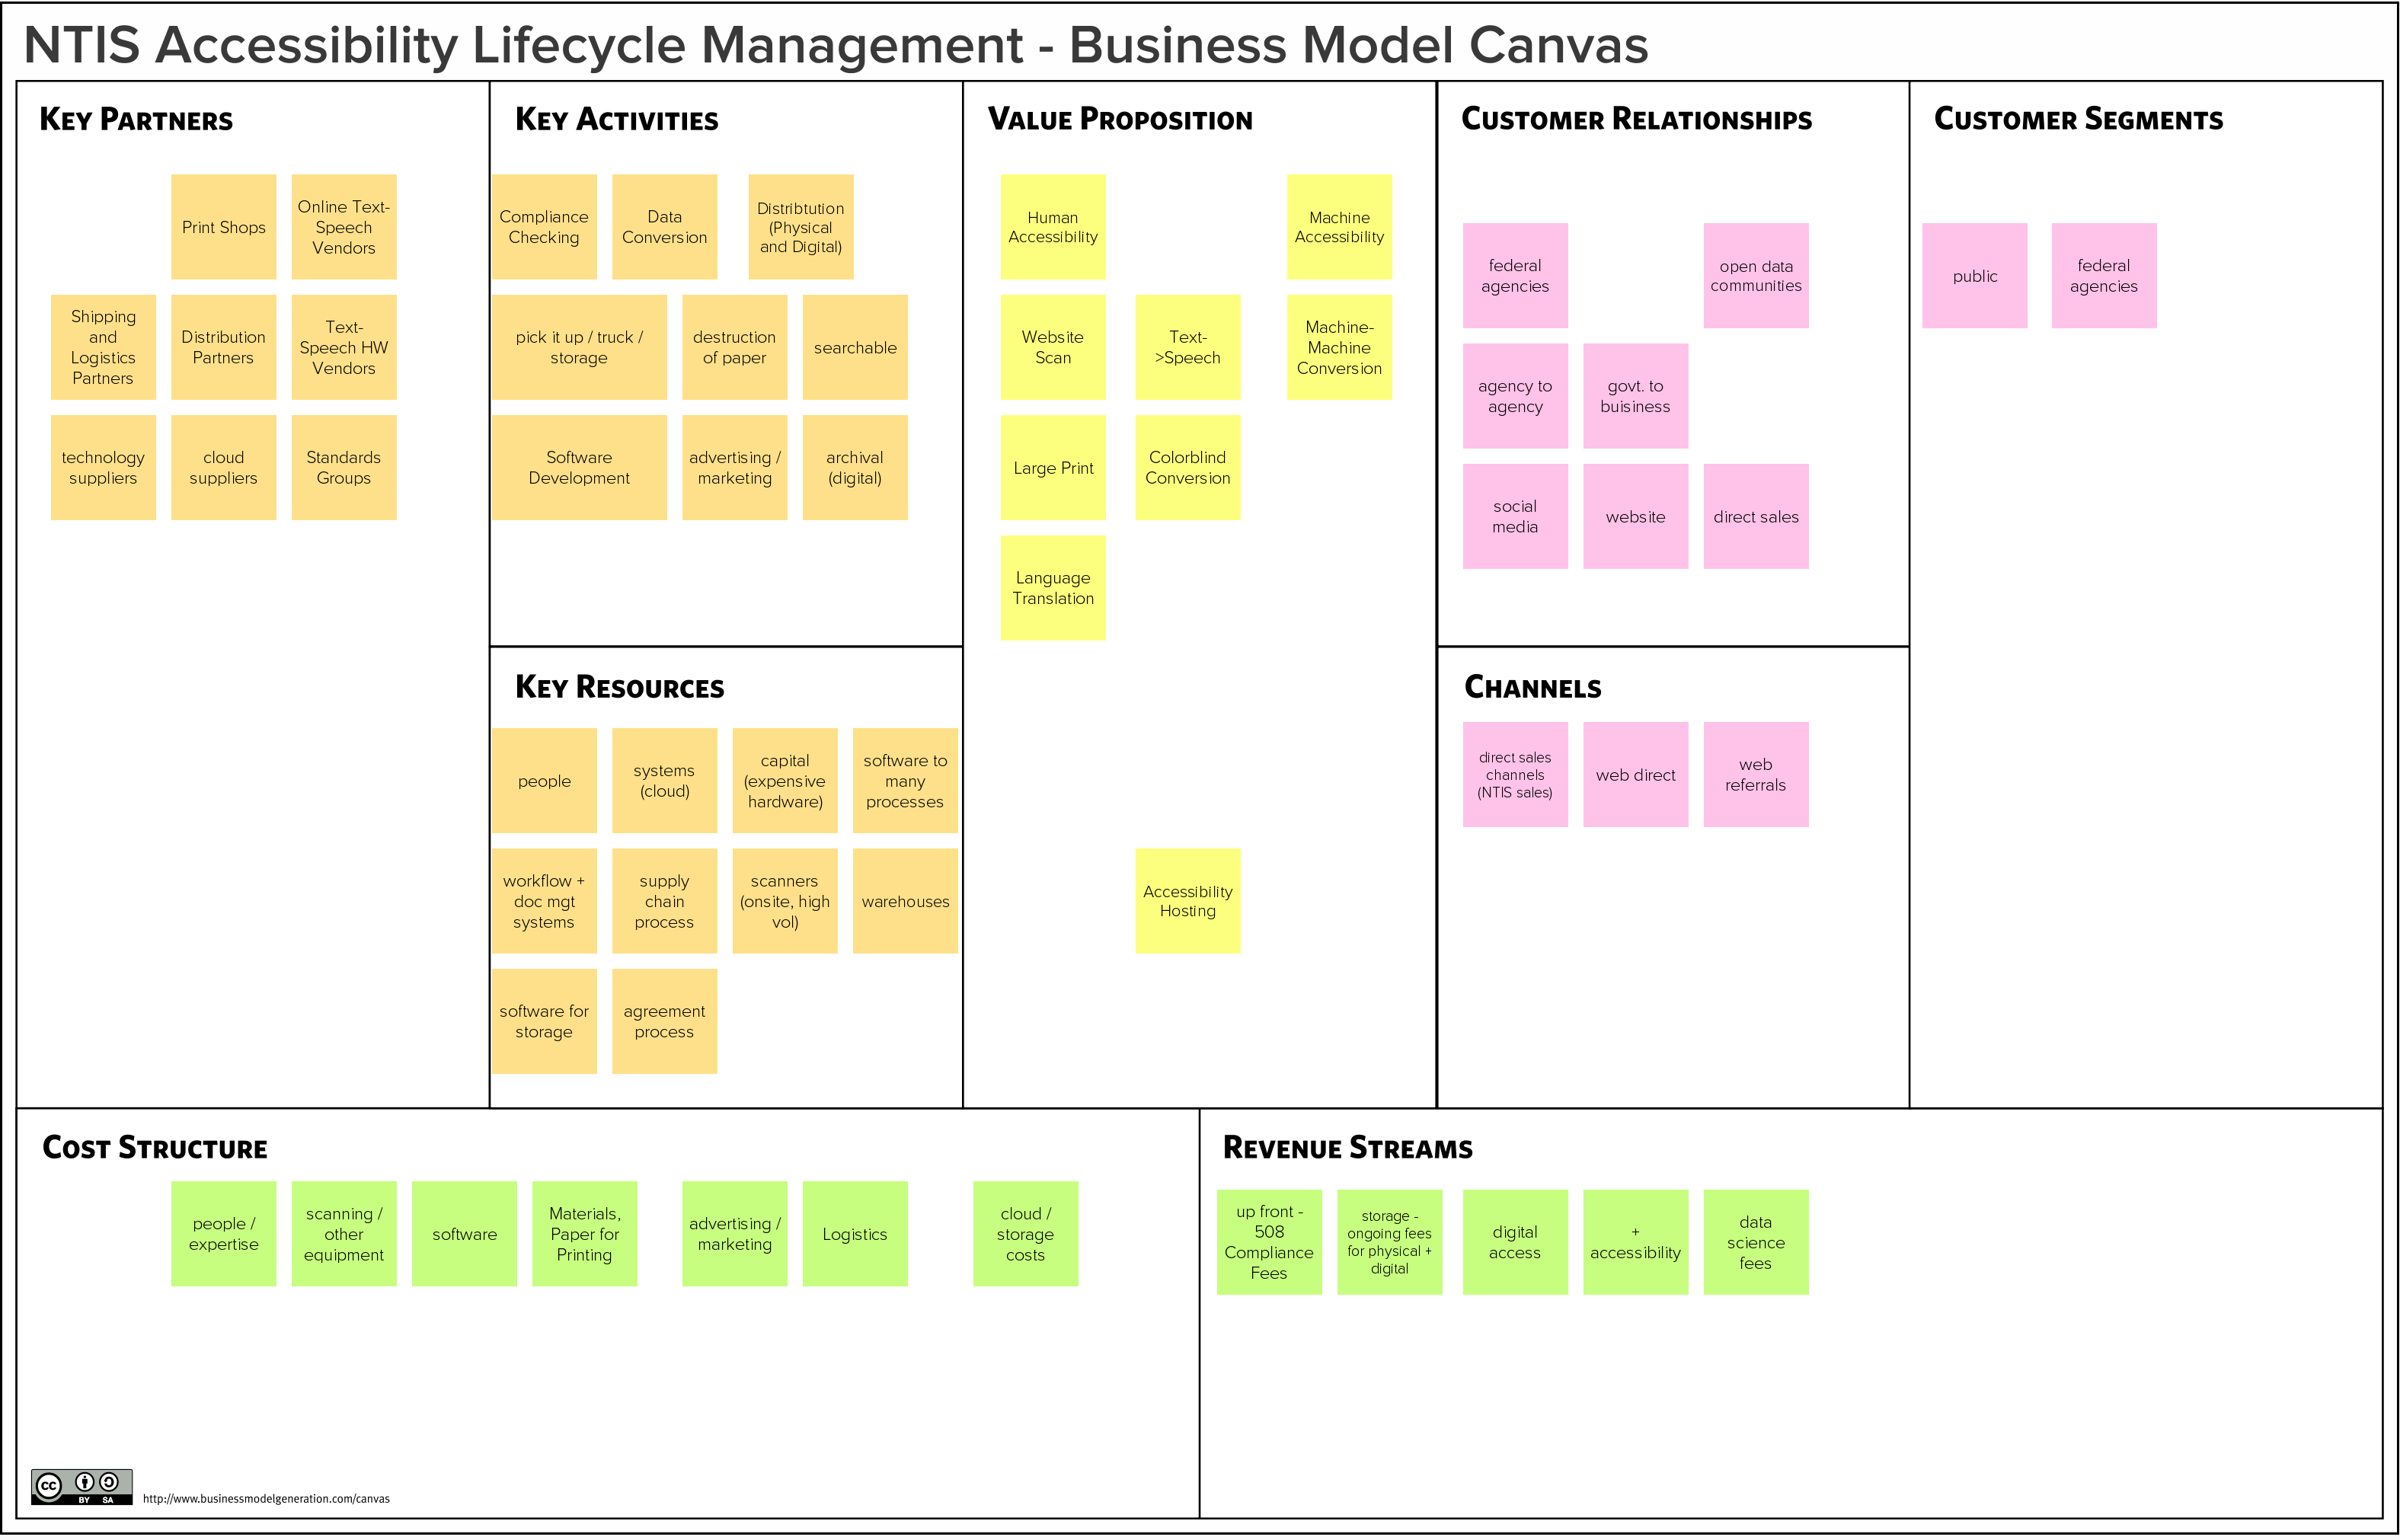 NTIS Accessibility Lifecycle Management - Business Model Canvas
KEY PARTNERS
Print Shops
Online Text-
Speech
Vendors
Shipping
and
Logistics
Partners
Distribution
Partners
Text-
Speech HW
Vendors
technology
suppliers
cloud
suppliers
Standards
Groups
KEY ACTIVITIES
Compliance
Checking
Data
Conversion
Distribtution
(Physical
and Digital)
pick it up / truck /
storage
destruction
of paper
searchable
Software
Development
advertising /
marketing
archival
(digital)
KEY RESOURCES
people
systems
(cloud)
capital
(expensive
hardware)
software to
many
processes
workflow +
doc mgt
systems
supply
chain
process
scanners
(onsite, high
vol)
warehouses
software for
storage
agreement
process
VALUE PROPOSITION
Human
Accessibility
Machine
Accessibility
Website
Scan
Text-
>Speech
Machine-
Machine
Conversion
Large Print
Colorblind
Conversion
Language
Translation
Accessibility
Hosting
CUSTOMER RELATIONSHIPS
federal
agencies
open data
communities
agency to
agency
govt. to
buisiness
social
media
website
direct sales
CHANNELS
direct sales
channels
(NTIS sales)
web direct
web
referrals
CUSTOMER SEGMENTS
public
federal
agencies
COST STRUCTURE
people /
expertise
scanning /
other
equipment
software
Materials,
Paper for
Printing
advertising /
marketing
Logistics
cloud /
storage
costs
REVENUE STREAMS
up front -
508
Compliance
Fees
storage -
ongoing fees
for physical +
digital
digital
access
+
accessibility
data
science
fees
cc
BY SA
http://www.businessmodelgeneration.com/canvas